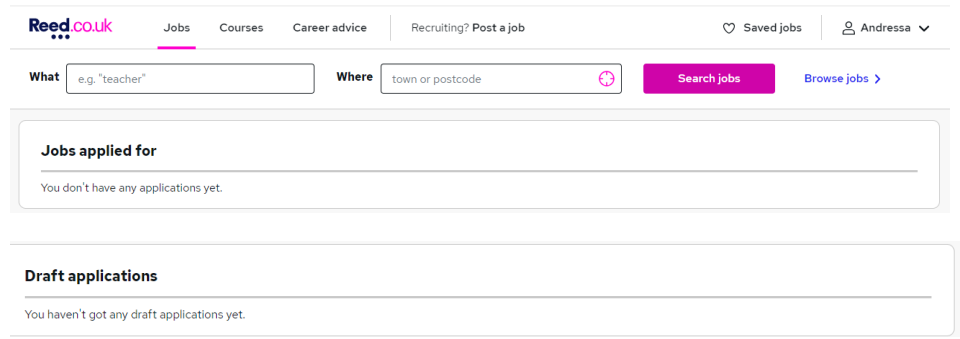 Reed.co.uk Jobs Courses Career advice Recruiting? Post a job Saved jobs Andressa
What e.g. "teacher" Where town or postcode Search jobs Browse jobs
Jobs applied for
You don't have any applications yet.
Draft applications
You haven't got any draft applications yet.